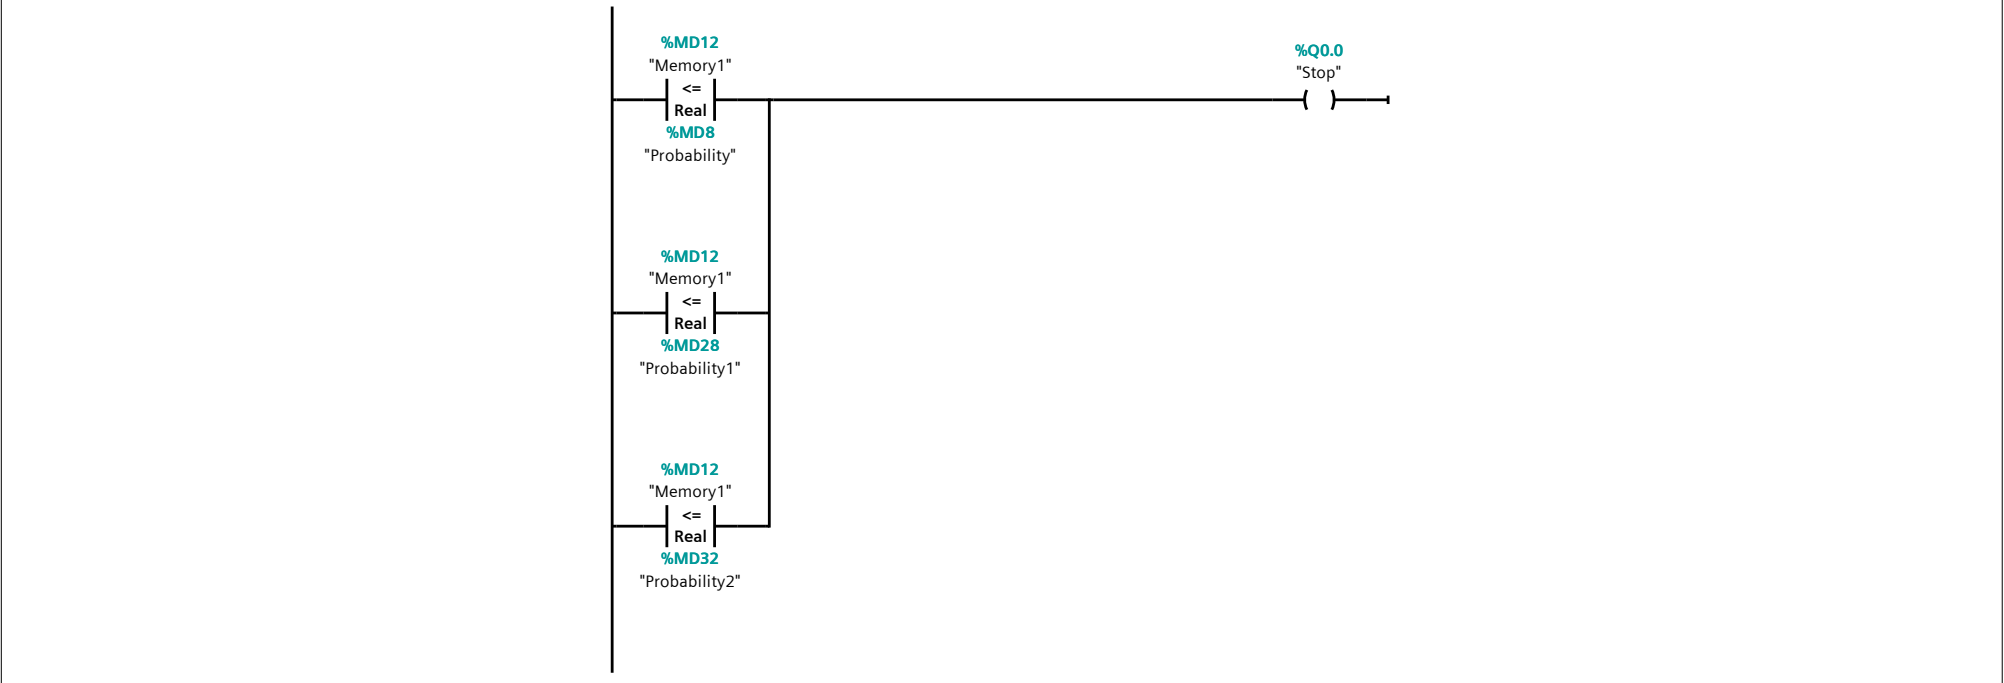 %MD12
"Memory1"
<=
Real
%MD8
"Probability"
%Q0.0
"Stop"
%MD12
"Memory1"
<=
Real
%MD28
"Probability1"
%MD12
"Memory1"
<=
Real
%MD32
"Probability2"